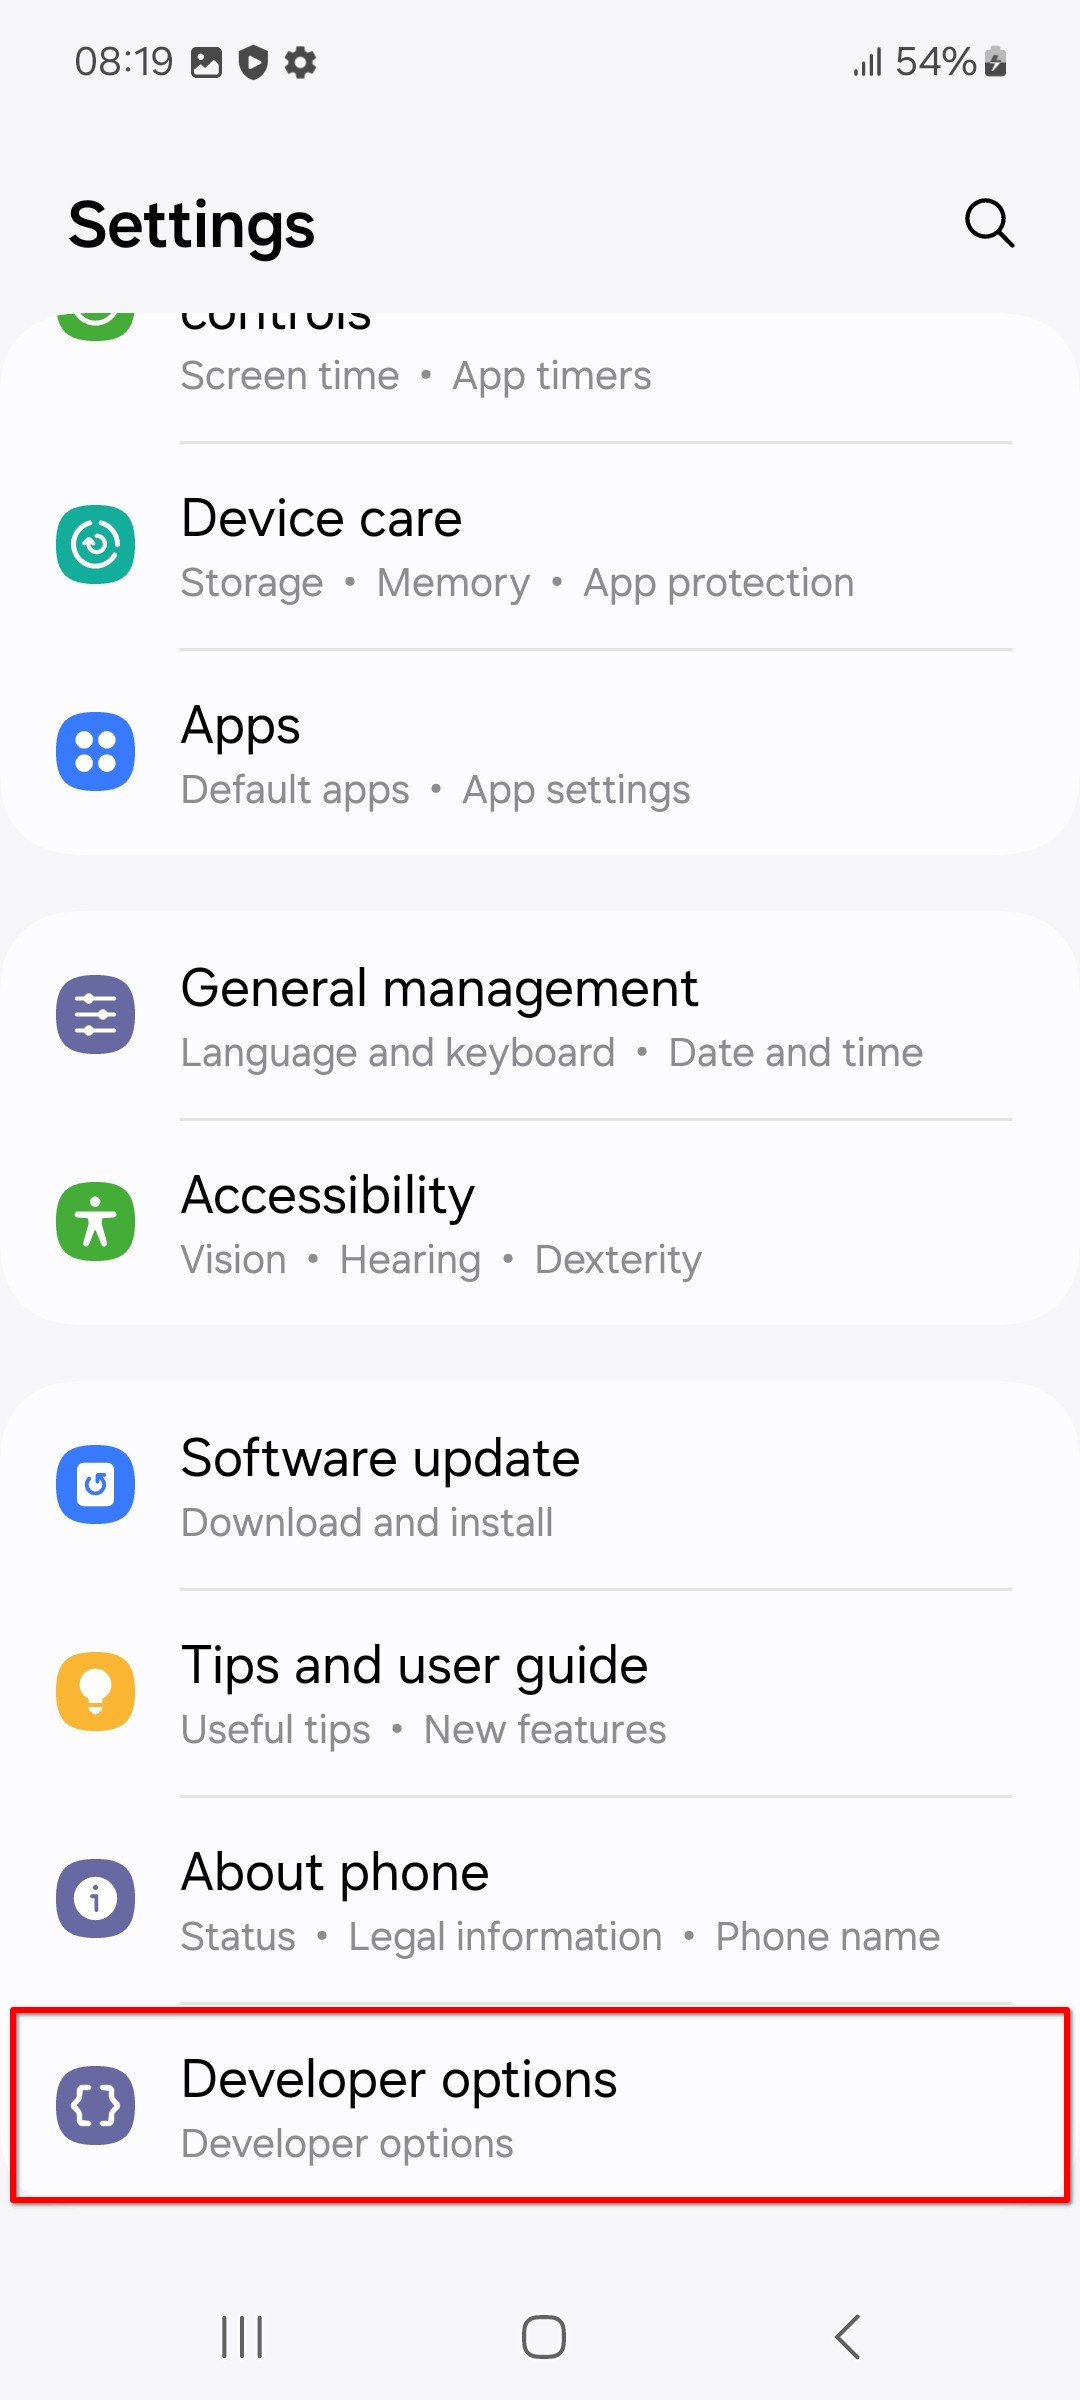 08:19 54%
Settings
controls
Screen time • App timers
Device care
Storage • Memory • App protection
Apps
Default apps • App settings
General management
Language and keyboard • Date and time
Accessibility
Vision • Hearing • Dexterity
Software update
Download and install
Tips and user guide
Useful tips • New features
About phone
Status • Legal information • Phone name
Developer options
Developer options